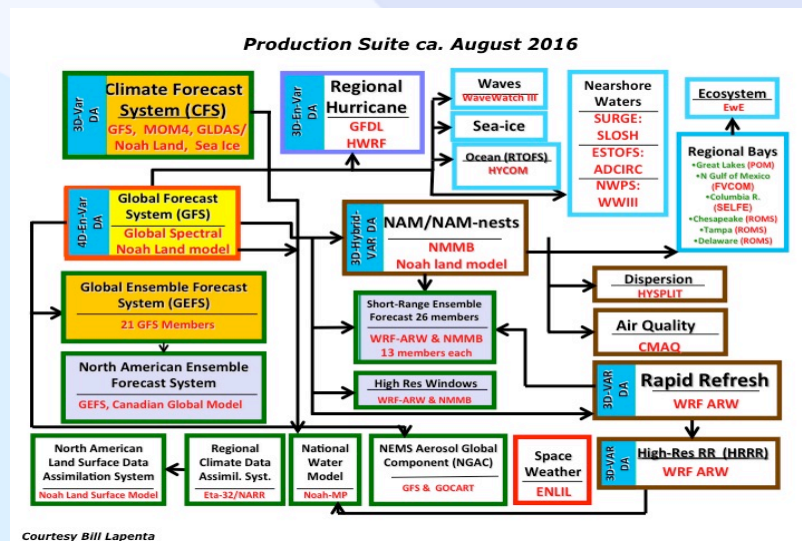 Production Suite ca. August 2016
3D-Var
DA
Climate Forecast
System (CFS)
GFS, MOM4, GLDAS/
Noah Land, Sea Ice
3D-En-Var
DA
Regional
Hurricane
GFDL
HWRF
Waves
WaveWatch III
Sea-ice
Ocean (RTOFS)
HYCOM
Nearshore
Waters
SURGE:
SLOSH
ESTOFS:
ADCIRC
NWPS:
WWIII
Ecosystem
EwE
Regional Bays
•Great Lakes (POM)
•N Gulf of Mexico
(FVCOM)
•Columbia R.
(SELFE)
•Chesapeake (ROMS)
•Tampa (ROMS)
•Delaware (ROMS)
4D-En-Var
DA
Global Forecast
System (GFS)
Global Spectral
Noah Land model
3D-Hybrid-
VAR DA
NAM/NAM-nests
NMMB
Noah land model
Global Ensemble Forecast
System (GEFS)
21 GFS Members
Short-Range Ensemble
Forecast 26 members
WRF-ARW & NMMB
13 members each
Dispersion
HYSPLIT
Air Quality
CMAQ
North American Ensemble
Forecast System
GEFS, Canadian Global Model
High Res Windows
WRF-ARW & NMMB
3D-VAR
DA
Rapid Refresh
WRF ARW
North American
Land Surface Data
Assimilation System
Noah Land Surface Model
Regional
Climate Data
Assimil. Syst.
Eta-32/NARR
National
Water
Model
Noah-MP
NEMS Aerosol Global
Component (NGAC)
GFS & GOCART
Space
Weather
ENLIL
3D-VAR
DA
High-Res RR (HRRR)
WRF ARW
Courtesy Bill Lapenta